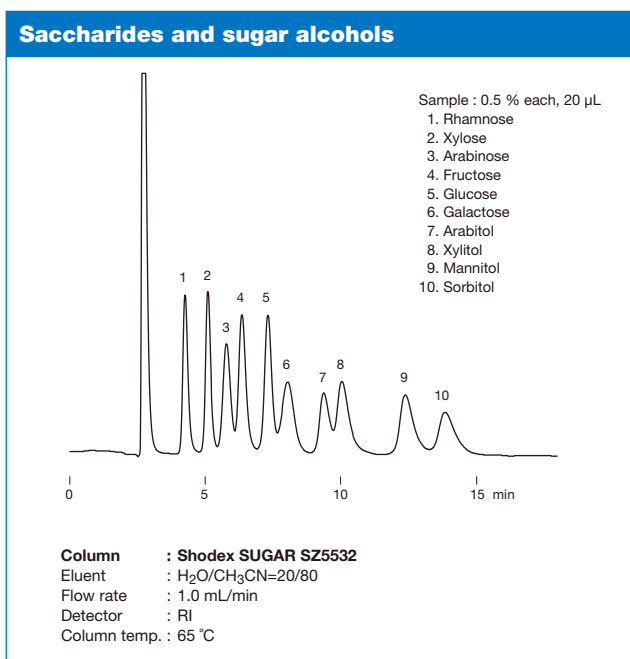 Saccharides and sugar alcohols
Sample : 0.5 % each, 20 µL
1. Rhamnose
2. Xylose
3. Arabinose
4. Fructose
5. Glucose
6. Galactose
7. Arabitol
8. Xylitol
9. Mannitol
10. Sorbitol
1 2 3 4 5 6 7 8 9 10
0 5 10 15 min
Column : Shodex SUGAR SZ5532
Eluent : H₂O/CH₃CN=20/80
Flow rate : 1.0 mL/min
Detector : RI
Column temp. : 65 ˚C